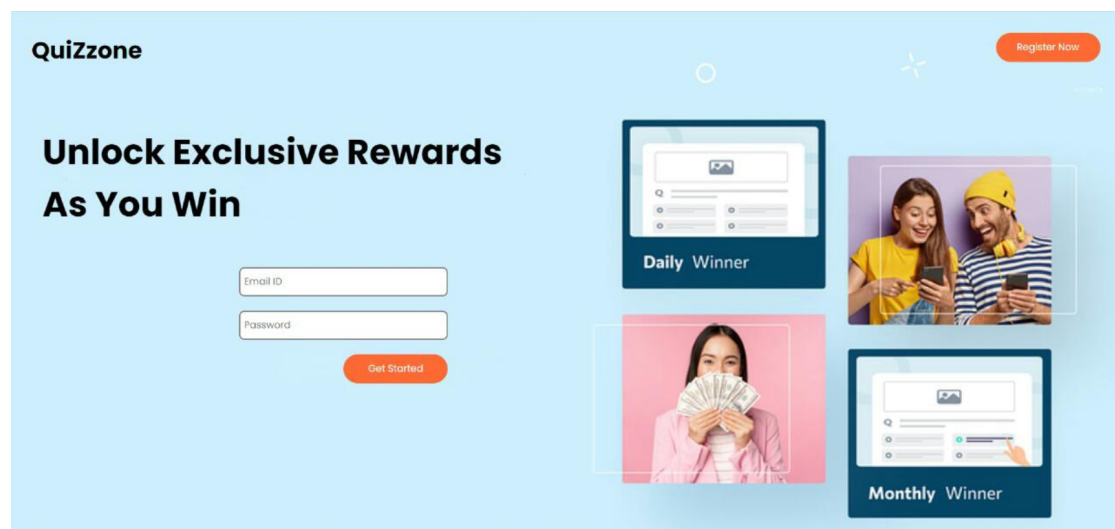 QuiZzone
Register Now
Unlock Exclusive Rewards
As You Win
Email ID
Password
Get Started
Daily Winner
Q
Q
Monthly Winner